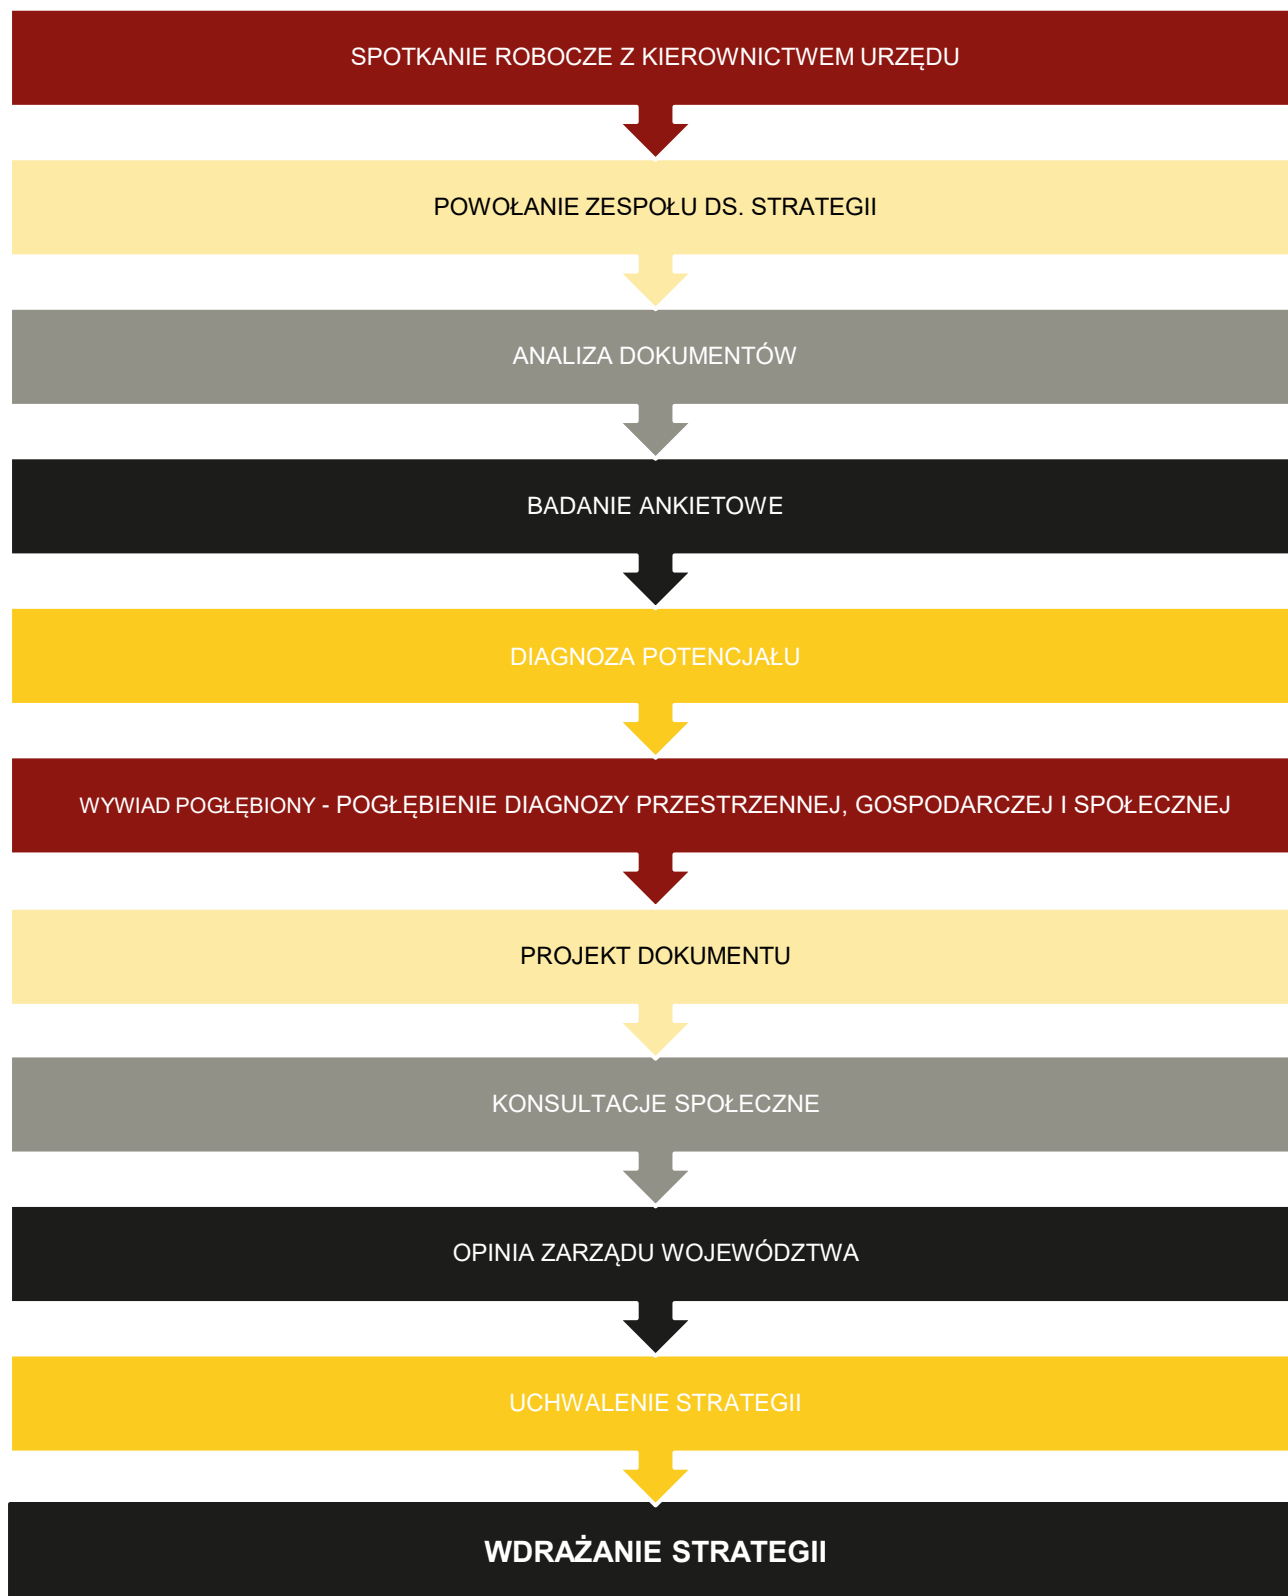 SPOTKANIE ROBOCZE Z KIEROWNICTWEM URZĘDU
POWOŁANIE ZESPOŁU DS. STRATEGII
ANALIZA DOKUMENTÓW
BADANIE ANKIETOWE
DIAGNOZA POTENCJAŁU
WYWIAD POGŁĘBIONY - POGŁĘBIENIE DIAGNOZY PRZESTRZENNEJ, GOSPODARCZEJ I SPOŁECZNEJ
PROJEKT DOKUMENTU
KONSULTACJE SPOŁECZNE
OPINIA ZARZĄDU WOJEWÓDZTWA
UCHWALENIE STRATEGII
WDRAŻANIE STRATEGII